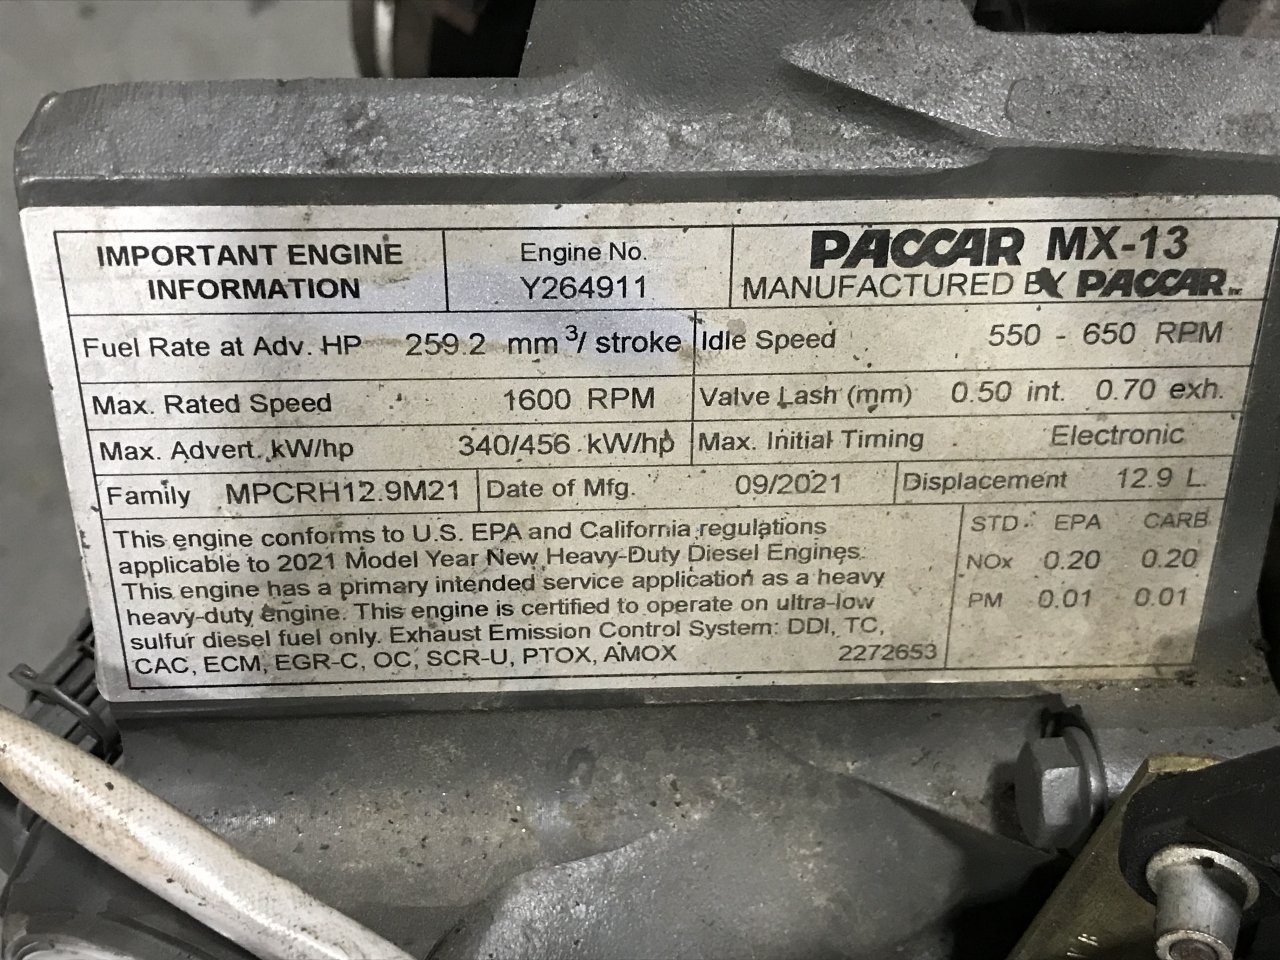 IMPORTANT ENGINE INFORMATION
Engine No.
Y264911
PACCAR MX-13
MANUFACTURED BY PACCAR Inc
Fuel Rate at Adv. HP 259.2 mm³/ stroke
Idle Speed 550 - 650 RPM
Max. Rated Speed 1600 RPM
Valve Lash (mm) 0.50 int. 0.70 exh.
Max. Advert. kW/hp 340/456 kW/hp
Max. Initial Timing Electronic
Family MPCRH12.9M21
Date of Mfg. 09/2021
Displacement 12.9 L.
This engine conforms to U.S. EPA and California regulations
applicable to 2021 Model Year New Heavy-Duty Diesel Engines.
This engine has a primary intended service application as a heavy
heavy-duty engine. This engine is certified to operate on ultra-low
sulfur diesel fuel only. Exhaust Emission Control System: DDI, TC,
CAC, ECM, EGR-C, OC, SCR-U, PTOX, AMOX 2272653
STD. EPA CARB
NOx 0.20 0.20
PM 0.01 0.01